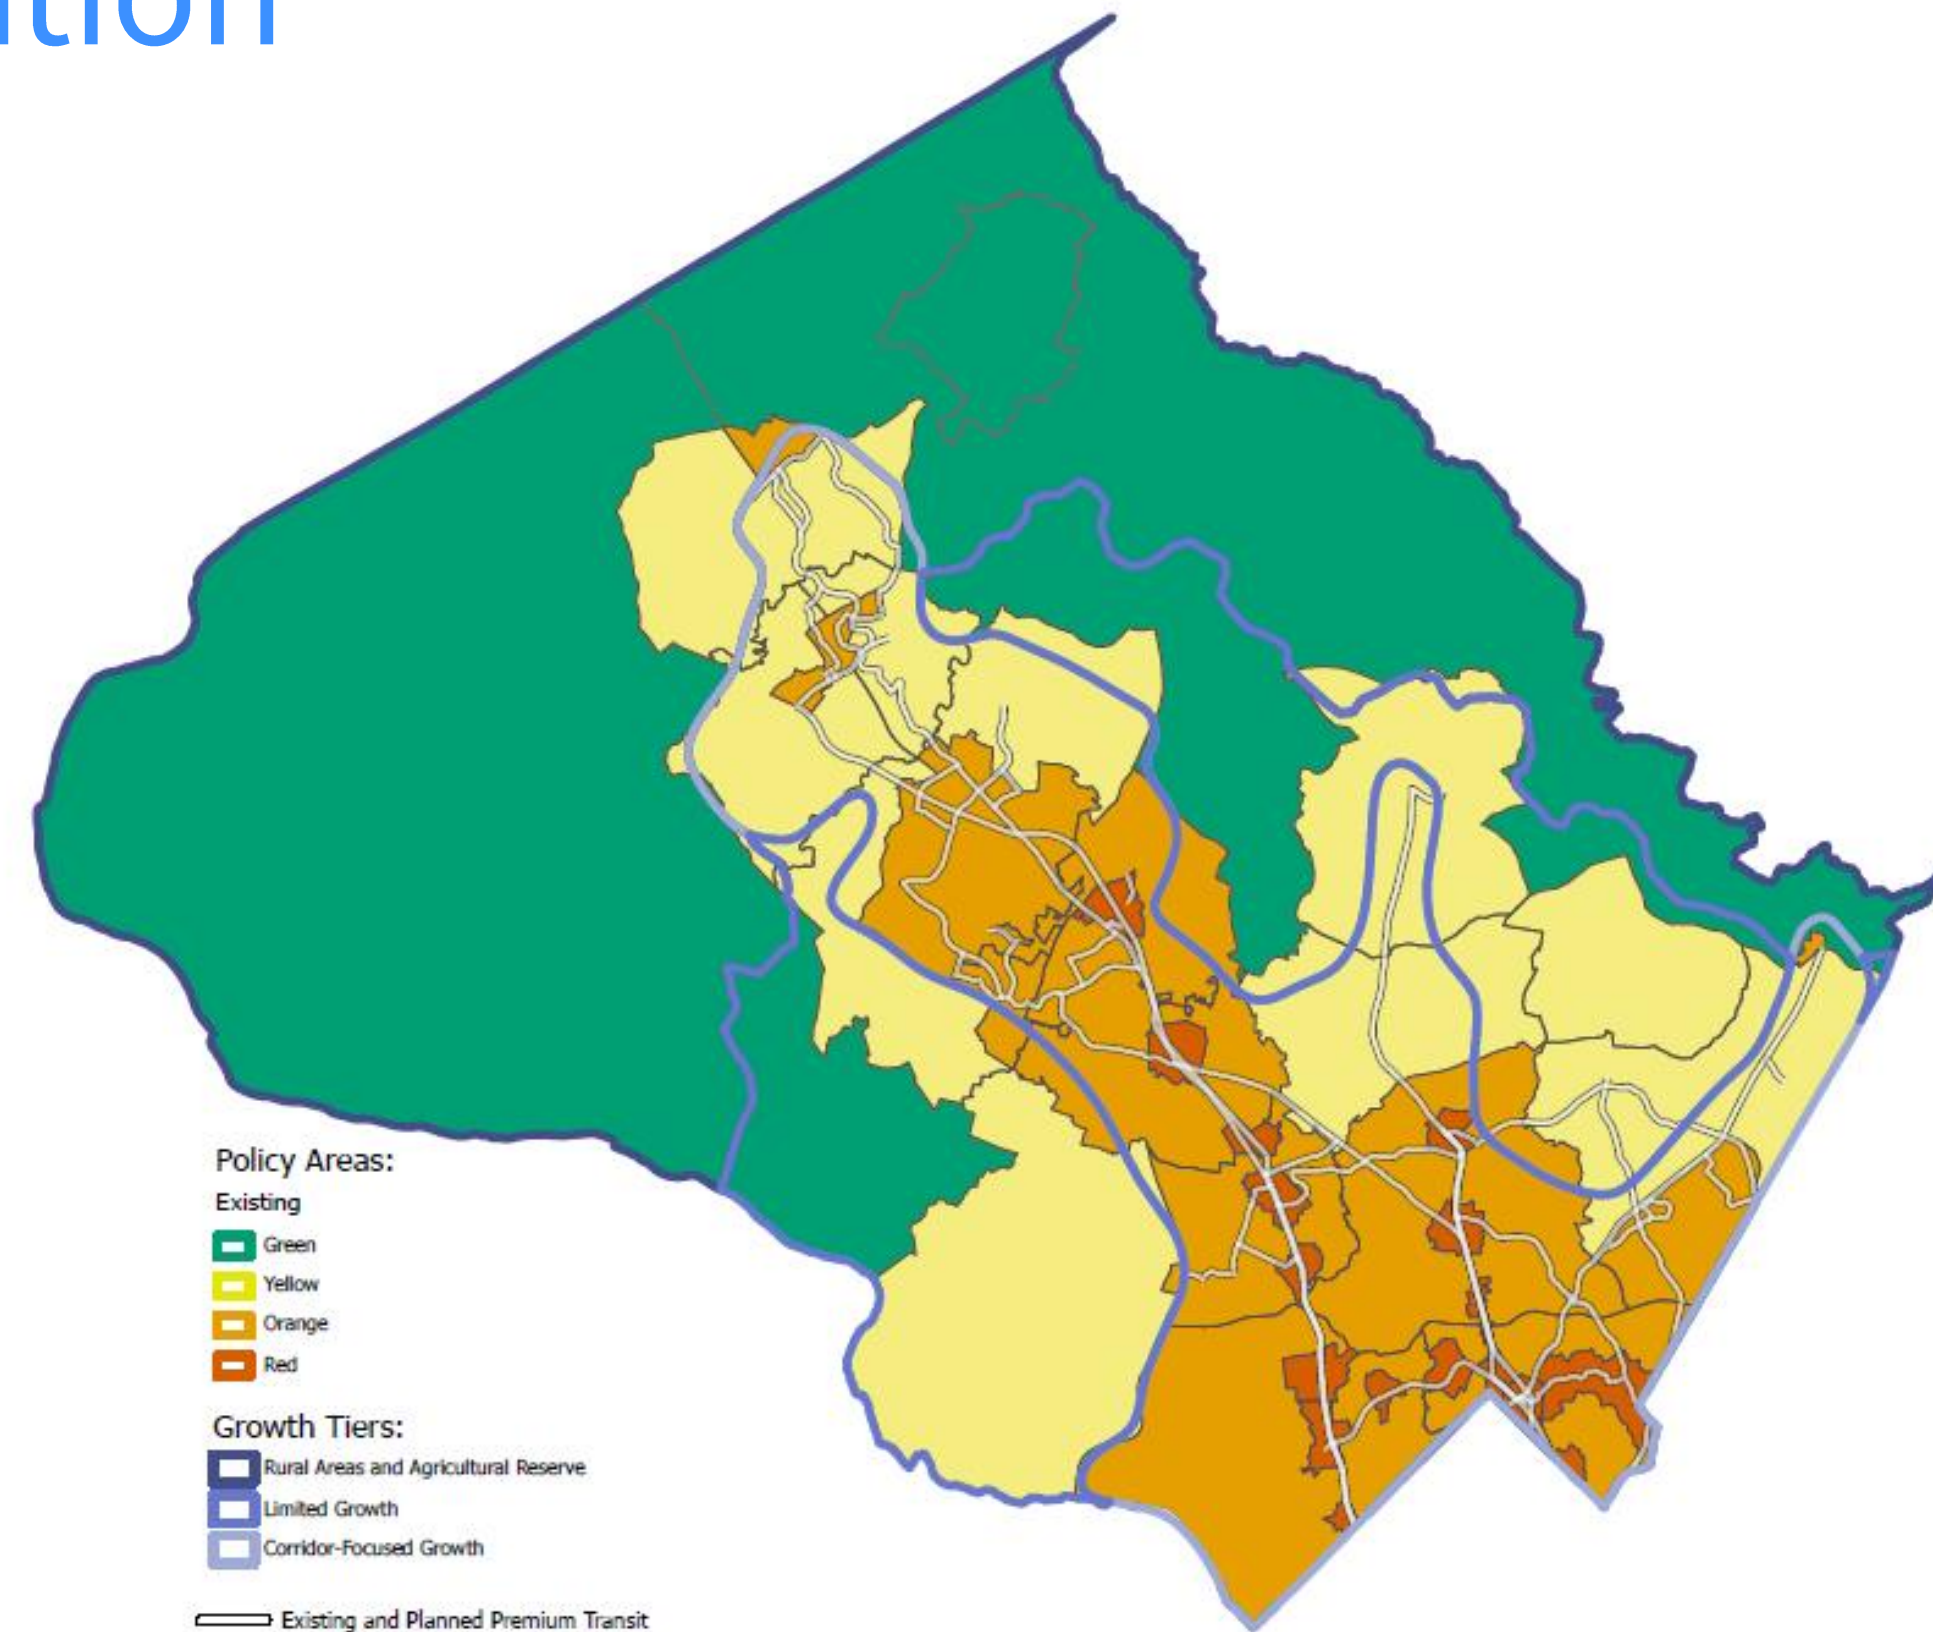 Policy Areas:
Existing
Green
Yellow
Orange
Red
Growth Tiers:
Rural Areas and Agricultural Reserve
Limited Growth
Corridor-Focused Growth
Existing and Planned Premium Transit